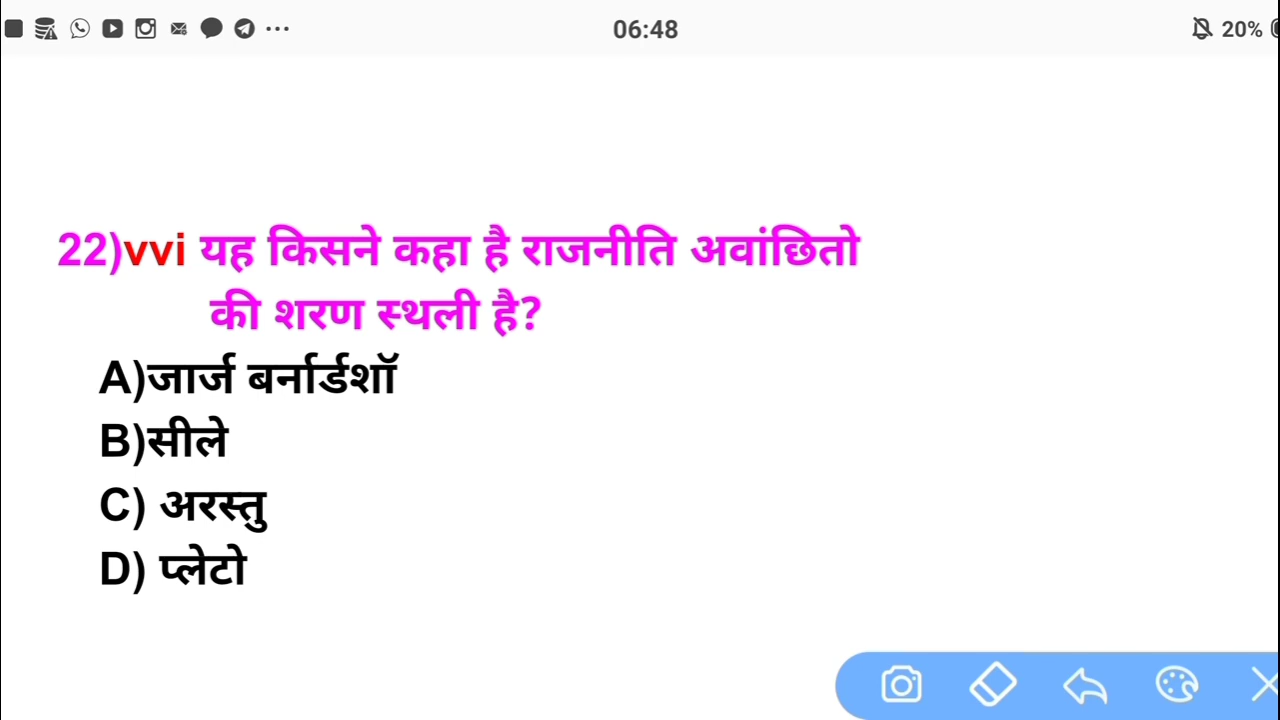 06:48
20%
22)vvi यह किसने कहा है राजनीति अवांछितो
की शरण स्थली है?
A)जार्ज बर्नार्डशॉ
B)सीले
C) अरस्तु
D) प्लेटो